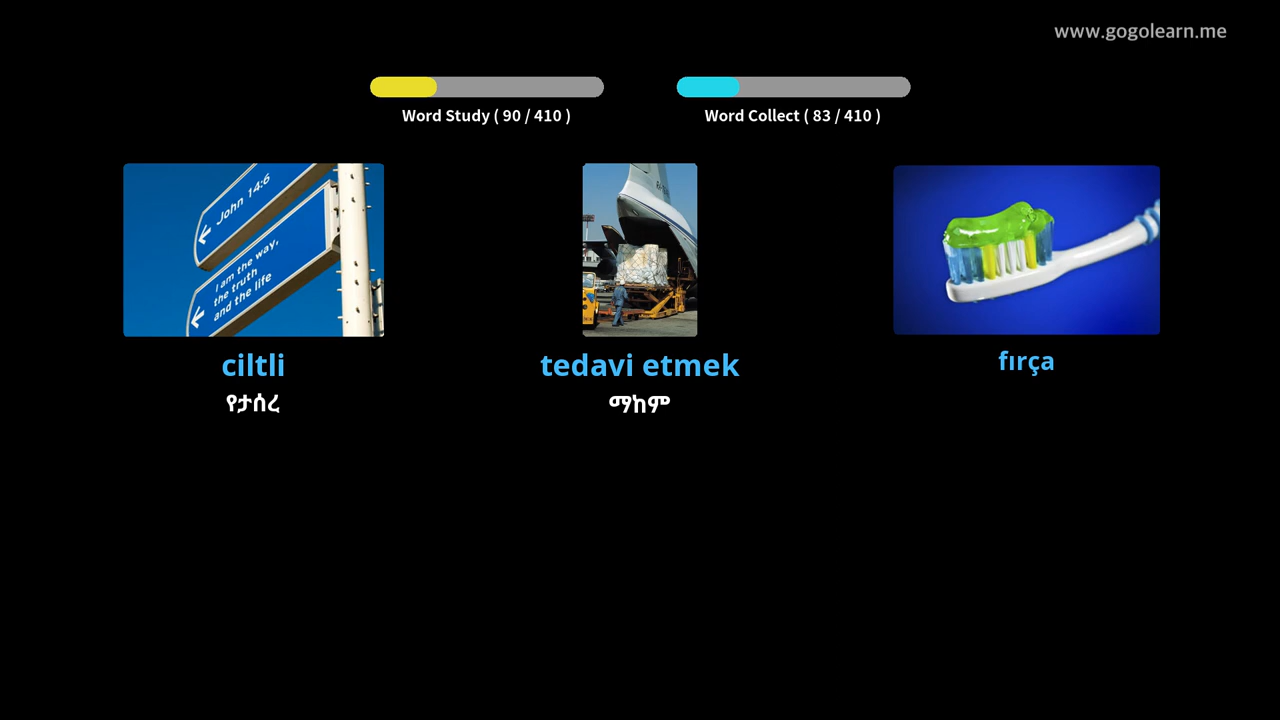 www.gogolearn.me
Word Study ( 90 / 410 )
Word Collect ( 83 / 410 )
John 14:6
I am the way,
the truth
and the life
ciltli
የታሰረ
tedavi etmek
ማከም
fırça